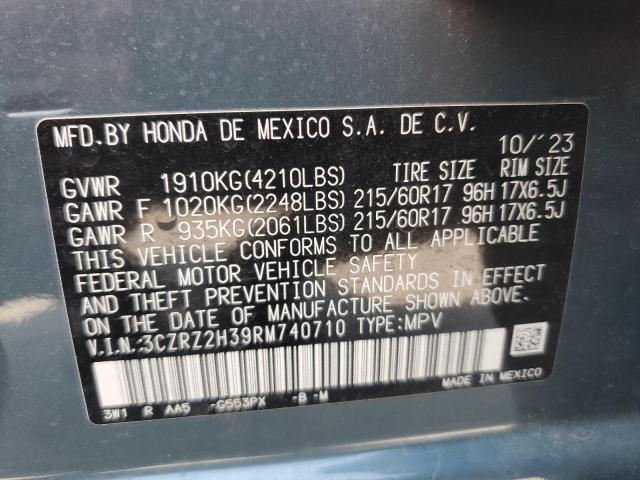 MFD.BY HONDA DE MEXICO S.A. DE C.V.
10/'23
GVWR 1910KG(4210LBS) TIRE SIZE RIM SIZE
GAWR F 1020KG(2248LBS) 215/60R17 96H 17X6.5J
GAWR R 935KG(2061LBS) 215/60R17 96H 17X6.5J
THIS VEHICLE CONFORMS TO ALL APPLICABLE
FEDERAL MOTOR VEHICLE SAFETY
AND THEFT PREVENTION STANDARDS IN EFFECT
ON THE DATE OF MANUFACTURE SHOWN ABOVE.
V.I.N.:3CZRZ2H39RM740710 TYPE:MPV
MADE IN MEXICO
3W1 R AA5 -G553PX -B -M